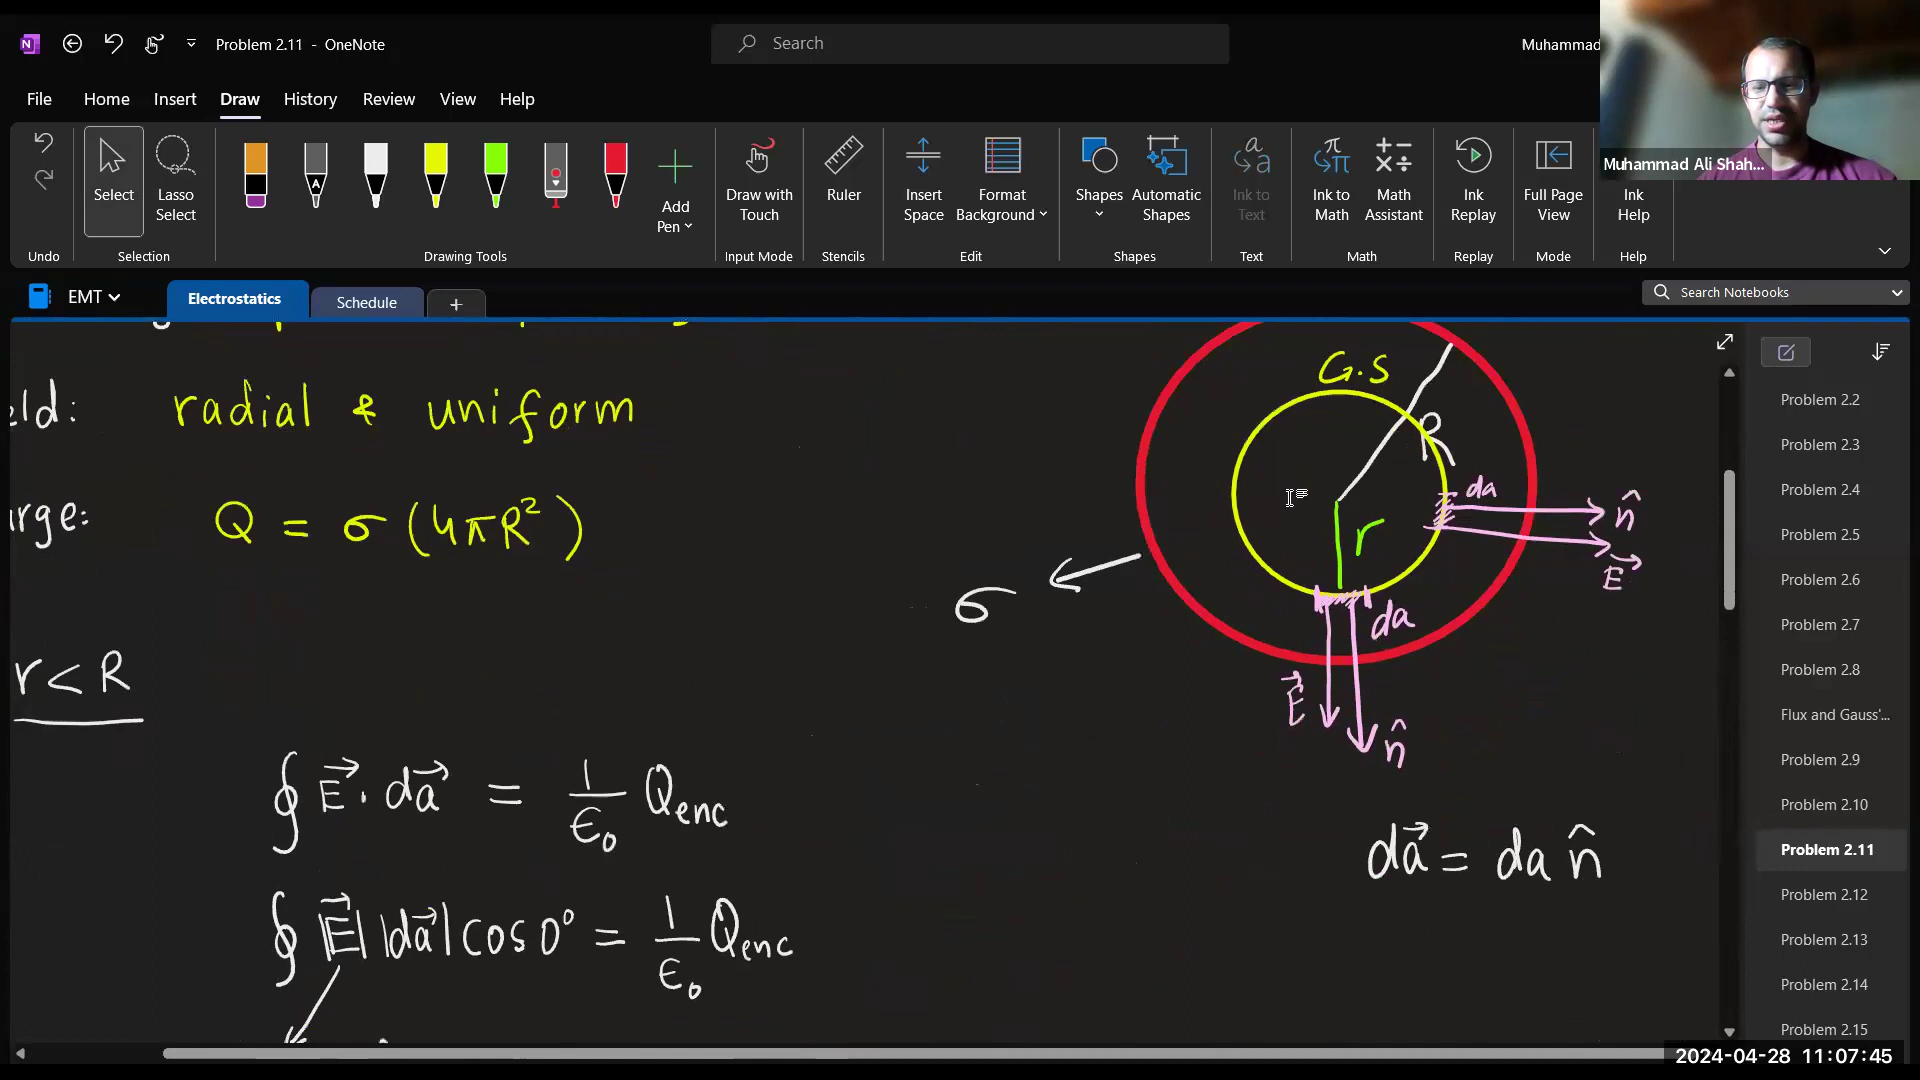 Problem 2.11 - OneNote
Search
Muhammad
File Home Insert Draw History Review View Help
Select
Lasso Select
A
Add Pen
Draw with Touch
Ruler
Insert Space
Format Background
Shapes
Automatic Shapes
Ink to Text
Ink to Math
Math Assistant
Ink Replay
Full Page View
Ink Help
Undo Selection Drawing Tools Input Mode Stencils Edit Shapes Text Math Replay Mode Help
Muhammad Ali Shah...
EMT
Electrostatics
Schedule
+
Search Notebooks
eld: radial & uniform
arge: Q = σ (4πR²)
r < R
∮ E⃗ · da⃗ = 1/ϵ₀ Qenc
∮ |E⃗| |da⃗| cos 0° = 1/ϵ₀ Qenc
G.S
R
r
da
n̂
E⃗
σ
da
E⃗
n̂
da⃗ = da n̂
Problem 2.2
Problem 2.3
Problem 2.4
Problem 2.5
Problem 2.6
Problem 2.7
Problem 2.8
Flux and Gauss'...
Problem 2.9
Problem 2.10
Problem 2.11
Problem 2.12
Problem 2.13
Problem 2.14
Problem 2.15
2024-04-28 11:07:45